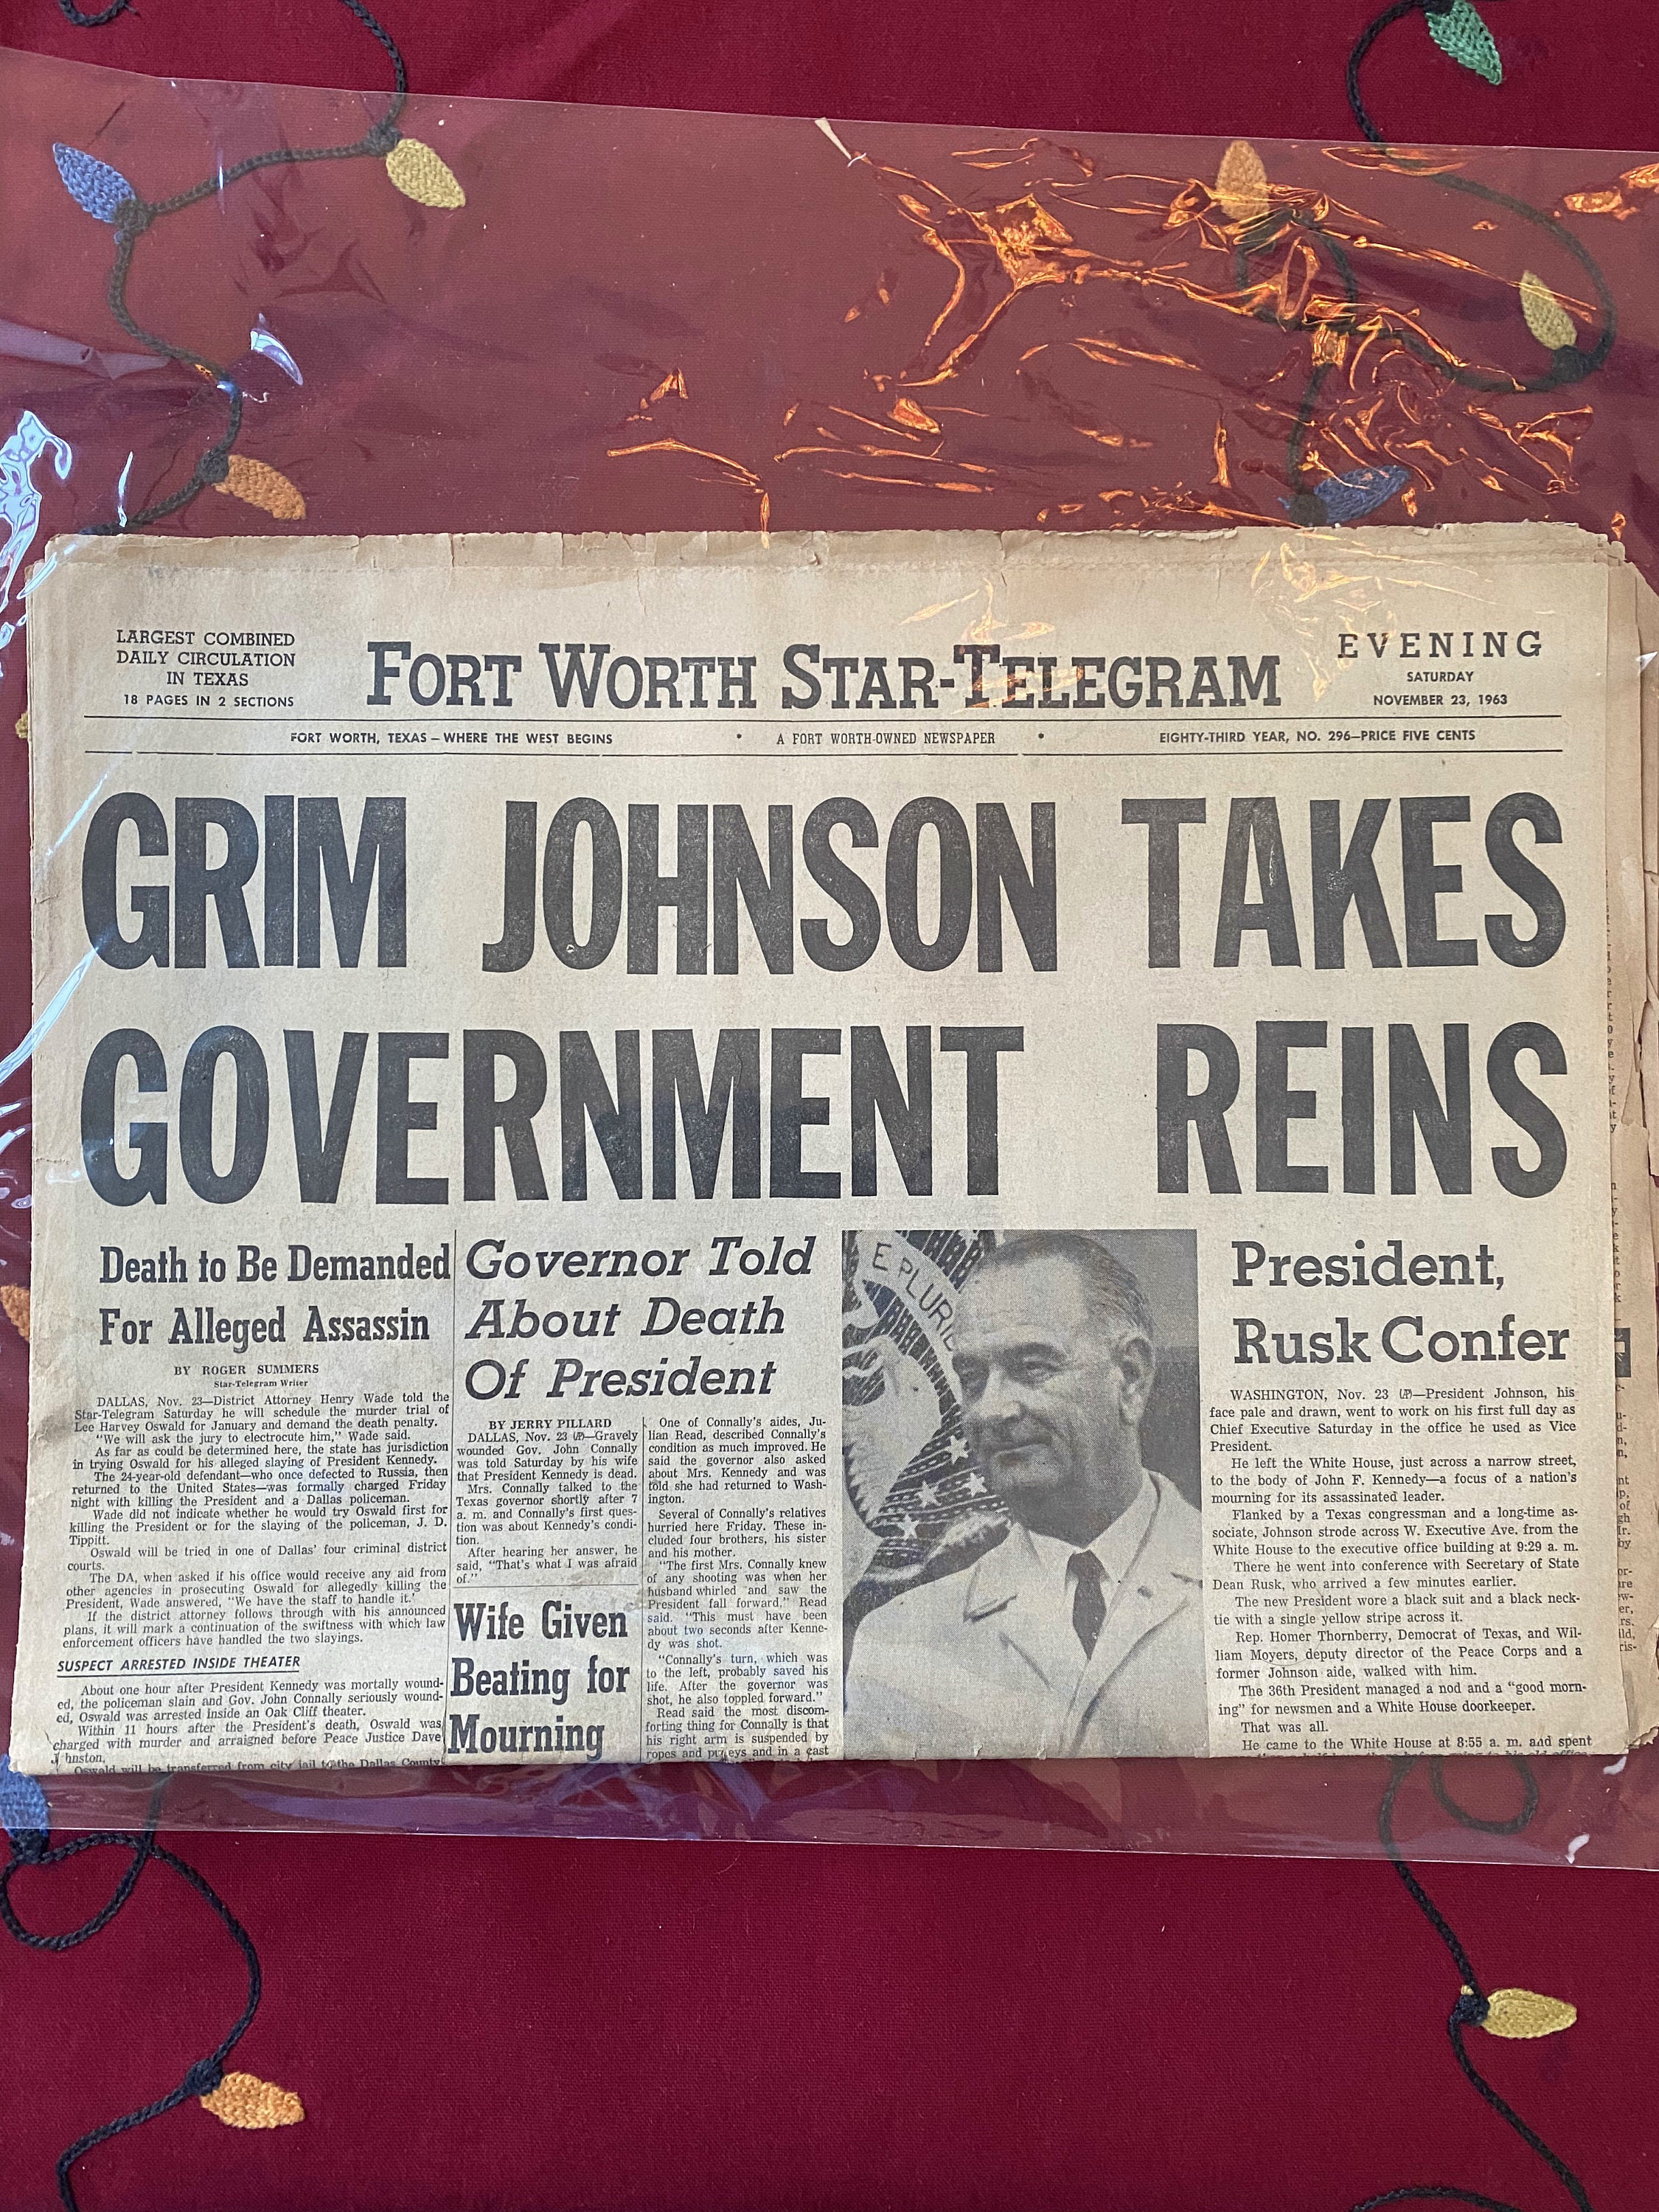 LARGEST COMBINED
DAILY CIRCULATION
IN TEXAS
18 PAGES IN 2 SECTIONS
FORT WORTH STAR-TELEGRAM
EVENING
SATURDAY
NOVEMBER 23, 1963
FORT WORTH, TEXAS — WHERE THE WEST BEGINS • A FORT WORTH-OWNED NEWSPAPER • EIGHTY-THIRD YEAR, NO. 296—PRICE FIVE CENTS
GRIM JOHNSON TAKES
GOVERNMENT REINS
Death to Be Demanded
For Alleged Assassin
BY ROGER SUMMERS
Star-Telegram Writer
DALLAS, Nov. 23—District Attorney Henry Wade told the
Star-Telegram Saturday he will schedule the murder trial of
Lee Harvey Oswald for January and demand the death penalty.
"We will ask the jury to electrocute him," Wade said.
As far as could be determined here, the state has jurisdiction
in trying Oswald for his alleged slaying of President Kennedy.
The 24-year-old defendant—who once defected to Russia, then
returned to the United States—was formally charged Friday
night with killing the President and a Dallas policeman.
Wade did not indicate whether he would try Oswald first for
killing the President or for the slaying of the policeman, J. D.
Tippitt.
Oswald will be tried in one of Dallas' four criminal district
courts.
The DA, when asked if his office would receive any aid from
other agencies in prosecuting Oswald for allegedly killing the
President, Wade answered, "We have the staff to handle it.'
If the district attorney follows through with his announced
plans, it will mark a continuation of the swiftness with which law
enforcement officers have handled the two slayings.
SUSPECT ARRESTED INSIDE THEATER
About one hour after President Kennedy was mortally wound-
ed, the policeman slain and Gov. John Connally seriously wound-
ed, Oswald was arrested inside an Oak Cliff theater.
Within 11 hours after the President's death, Oswald was
charged with murder and arraigned before Peace Justice Dave
J hnston.
Oswald will be transferred from city jail to the Dallas County
Governor Told
About Death
Of President
BY JERRY PILLARD
DALLAS, Nov. 23 (AP)—Gravely
wounded Gov. John Connally
was told Saturday by his wife
that President Kennedy is dead.
Mrs. Connally talked to the
Texas governor shortly after 7
a. m. and Connally's first ques-
tion was about Kennedy's condi-
tion.
After hearing her answer, he
said, "That's what I was afraid
of."
Wife Given
Beating for
Mourning
One of Connally's aides, Ju-
lian Read, described Connally's
condition as much improved. He
said the governor also asked
about Mrs. Kennedy and was
told she had returned to Wash-
ington.
Several of Connally's relatives
hurried here Friday. These in-
cluded four brothers, his sister
and his mother.
"The first Mrs. Connally knew
of any shooting was when her
husband whirled and saw the
President fall forward," Read
said. "This must have been
about two seconds after Kenne-
dy was shot.
"Connally's turn, which was
to the left, probably saved his
life. After the governor was
shot, he also toppled forward."
Read said the most discom-
forting thing for Connally is that
his right arm is suspended by
ropes and pulleys and in a cast
E PLURIB
President,
Rusk Confer
WASHINGTON, Nov. 23 (AP)—President Johnson, his
face pale and drawn, went to work on his first full day as
Chief Executive Saturday in the office he used as Vice
President.
He left the White House, just across a narrow street,
to the body of John F. Kennedy—a focus of a nation's
mourning for its assassinated leader.
Flanked by a Texas congressman and a long-time as-
sociate, Johnson strode across W. Executive Ave. from the
White House to the executive office building at 9:29 a. m.
There he went into conference with Secretary of State
Dean Rusk, who arrived a few minutes earlier.
The new President wore a black suit and a black neck-
tie with a single yellow stripe across it.
Rep. Homer Thornberry, Democrat of Texas, and Wil-
liam Moyers, deputy director of the Peace Corps and a
former Johnson aide, walked with him.
The 36th President managed a nod and a "good morn-
ing" for newsmen and a White House doorkeeper.
That was all.
He came to the White House at 8:55 a. m. and spent